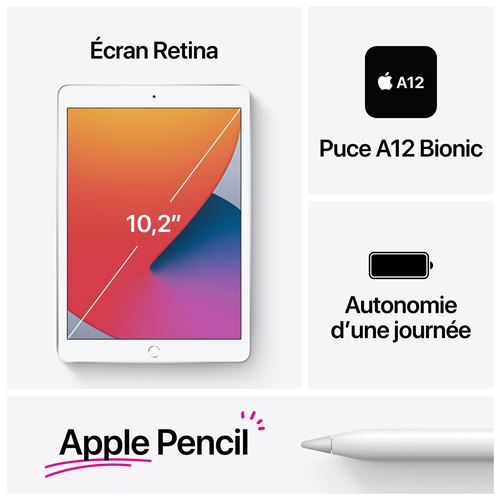 Écran Retina
10,2″
A12
Puce A12 Bionic
Autonomie
d’une journée
Apple Pencil